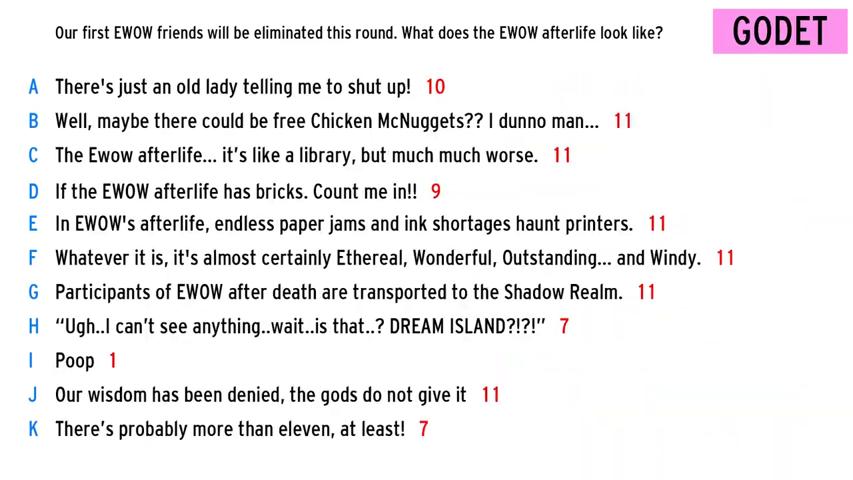 Our first EWOW friends will be eliminated this round. What does the EWOW afterlife look like?
GODET
A There's just an old lady telling me to shut up! 10
B Well, maybe there could be free Chicken McNuggets?? I dunno man... 11
C The Ewow afterlife... it’s like a library, but much much worse. 11
D If the EWOW afterlife has bricks. Count me in!! 9
E In EWOW's afterlife, endless paper jams and ink shortages haunt printers. 11
F Whatever it is, it's almost certainly Ethereal, Wonderful, Outstanding... and Windy. 11
G Participants of EWOW after death are transported to the Shadow Realm. 11
H “Ugh..I can’t see anything..wait..is that..? DREAM ISLAND?!?!” 7
I Poop 1
J Our wisdom has been denied, the gods do not give it 11
K There’s probably more than eleven, at least! 7